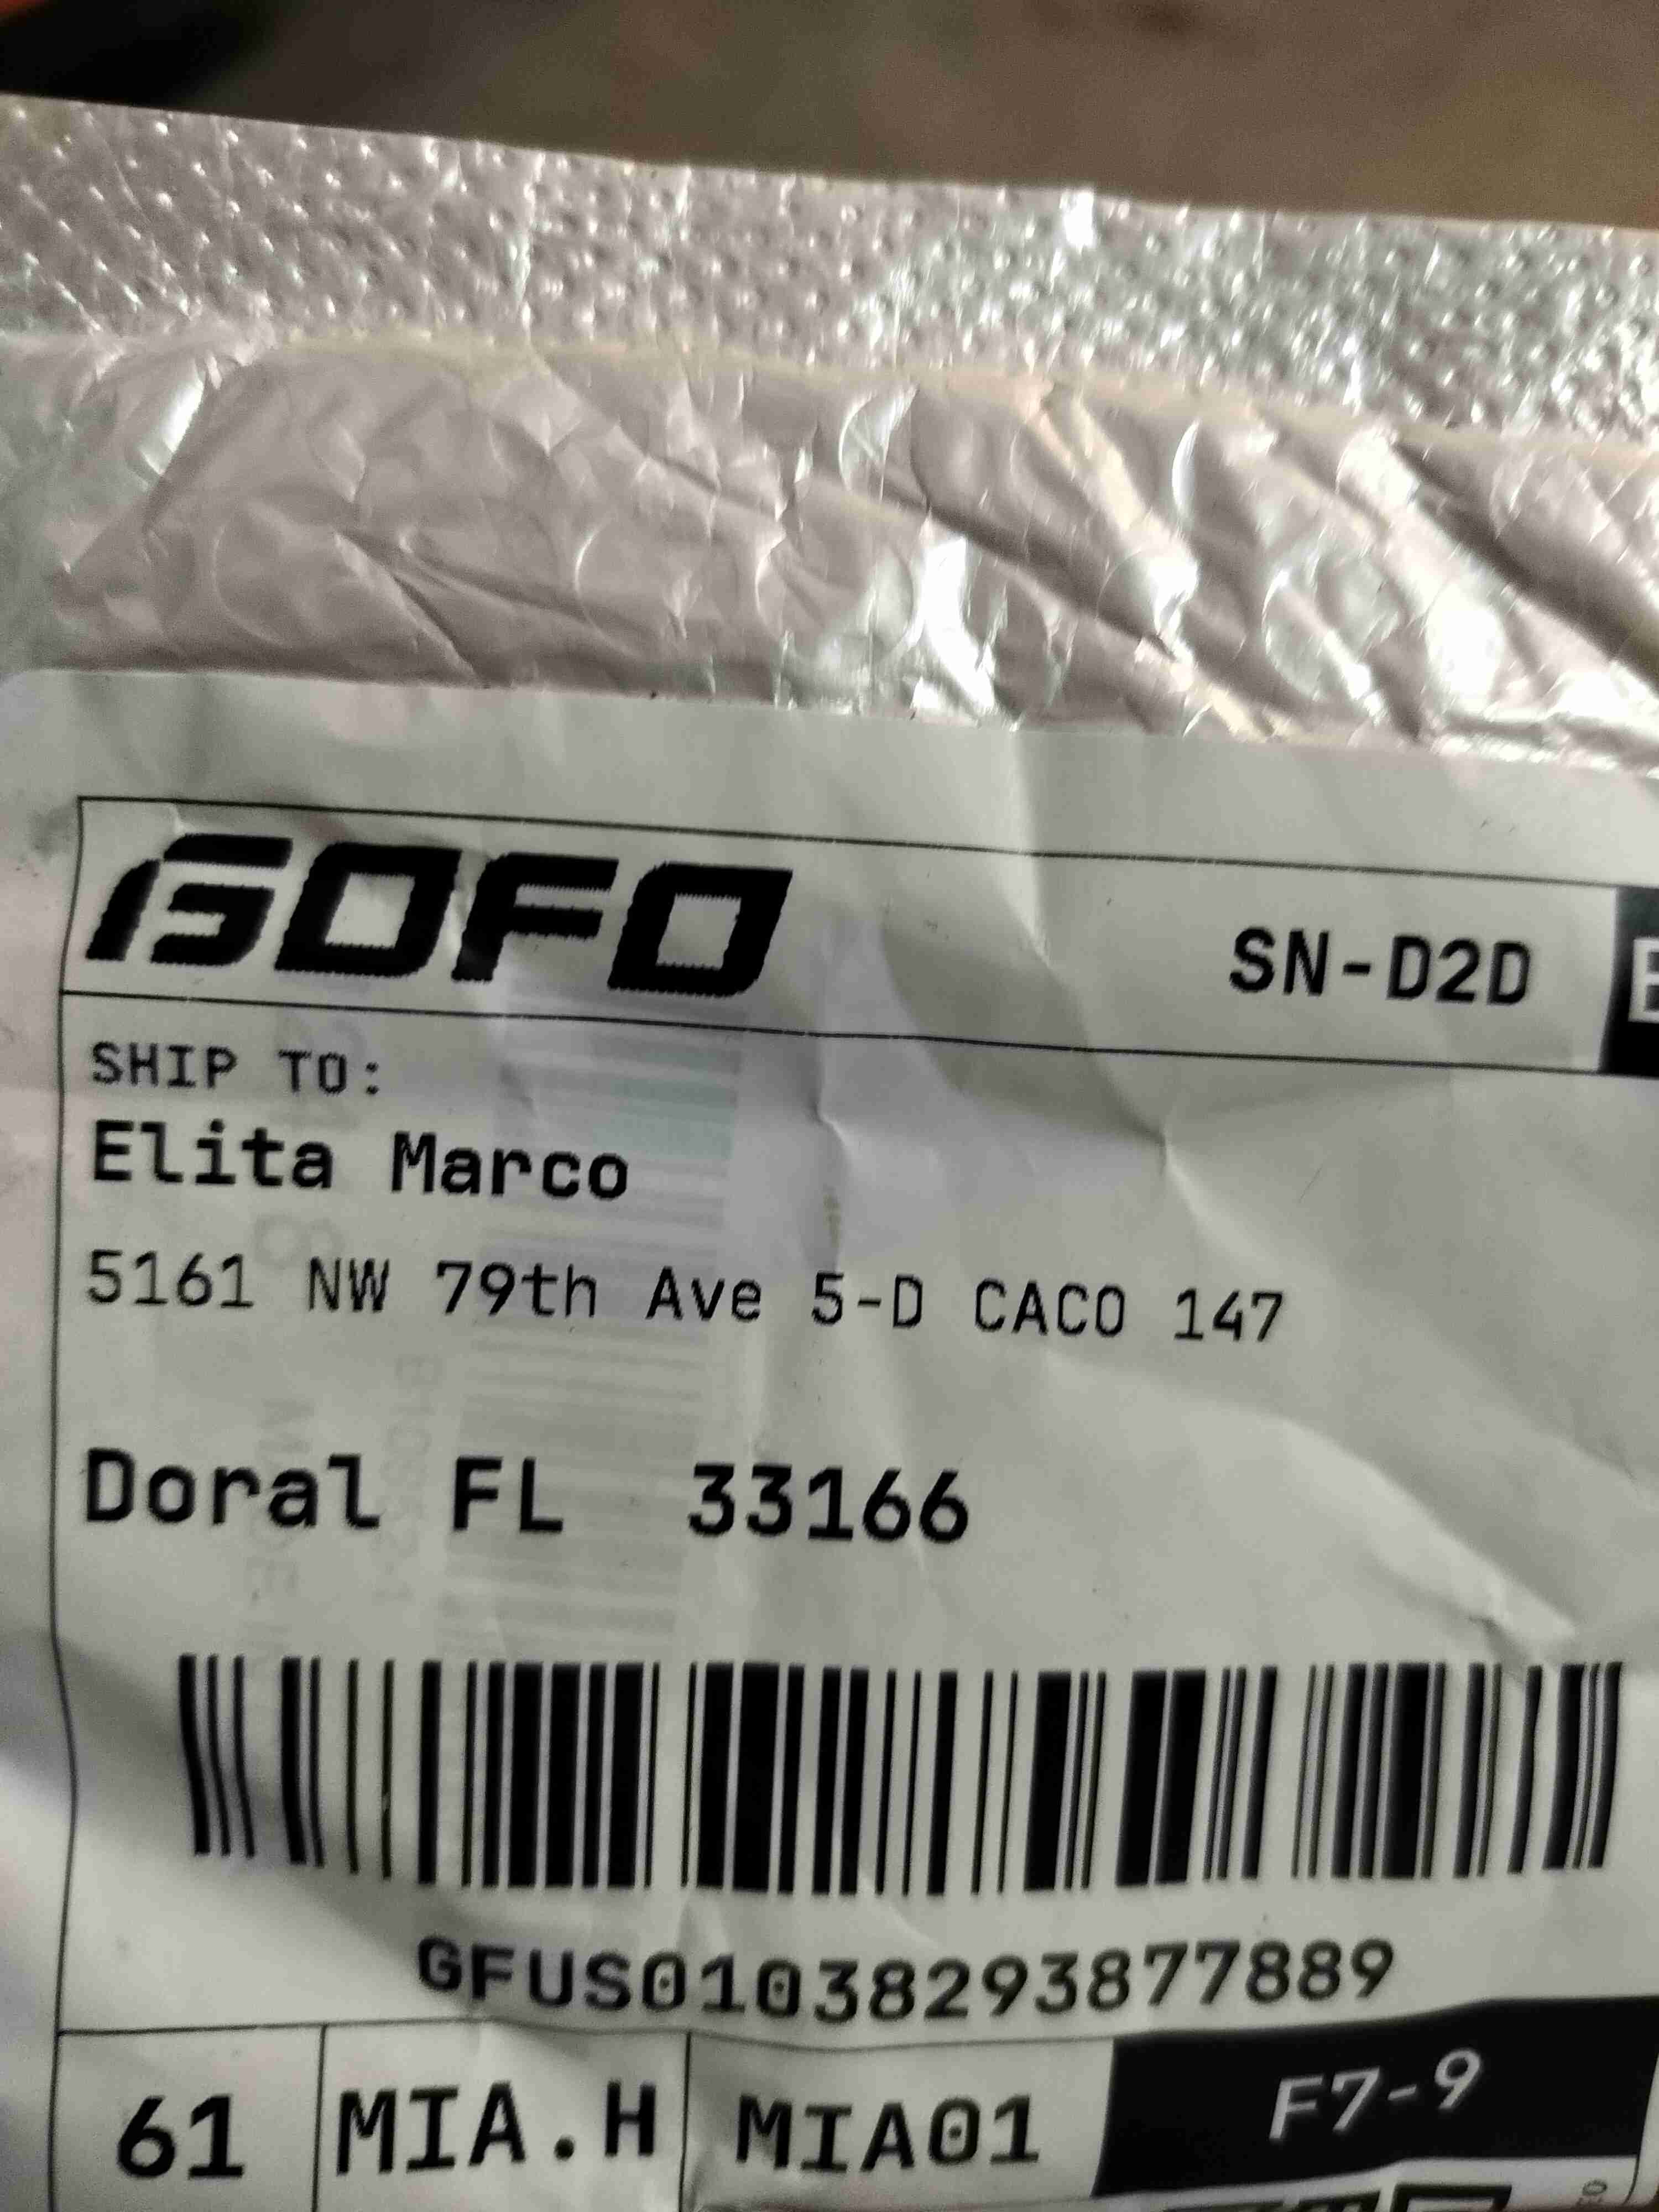 GOFO
SN-D2D
SHIP TO:
Elita Marco
5161 NW 79th Ave 5-D CACO 147
Doral FL 33166
GFUS01038293877889
61 MIA.H MIA01 F7-9